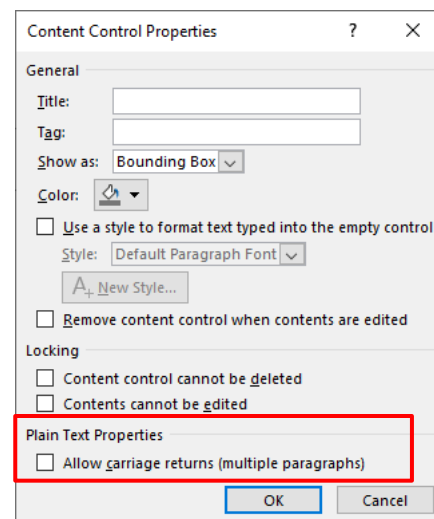 Content Control Properties ? ×
General
Title:
Tag:
Show as: Bounding Box
Color:
Use a style to format text typed into the empty control
Style: Default Paragraph Font
A+ New Style...
Remove content control when contents are edited
Locking
Content control cannot be deleted
Contents cannot be edited
Plain Text Properties
Allow carriage returns (multiple paragraphs)
OK Cancel